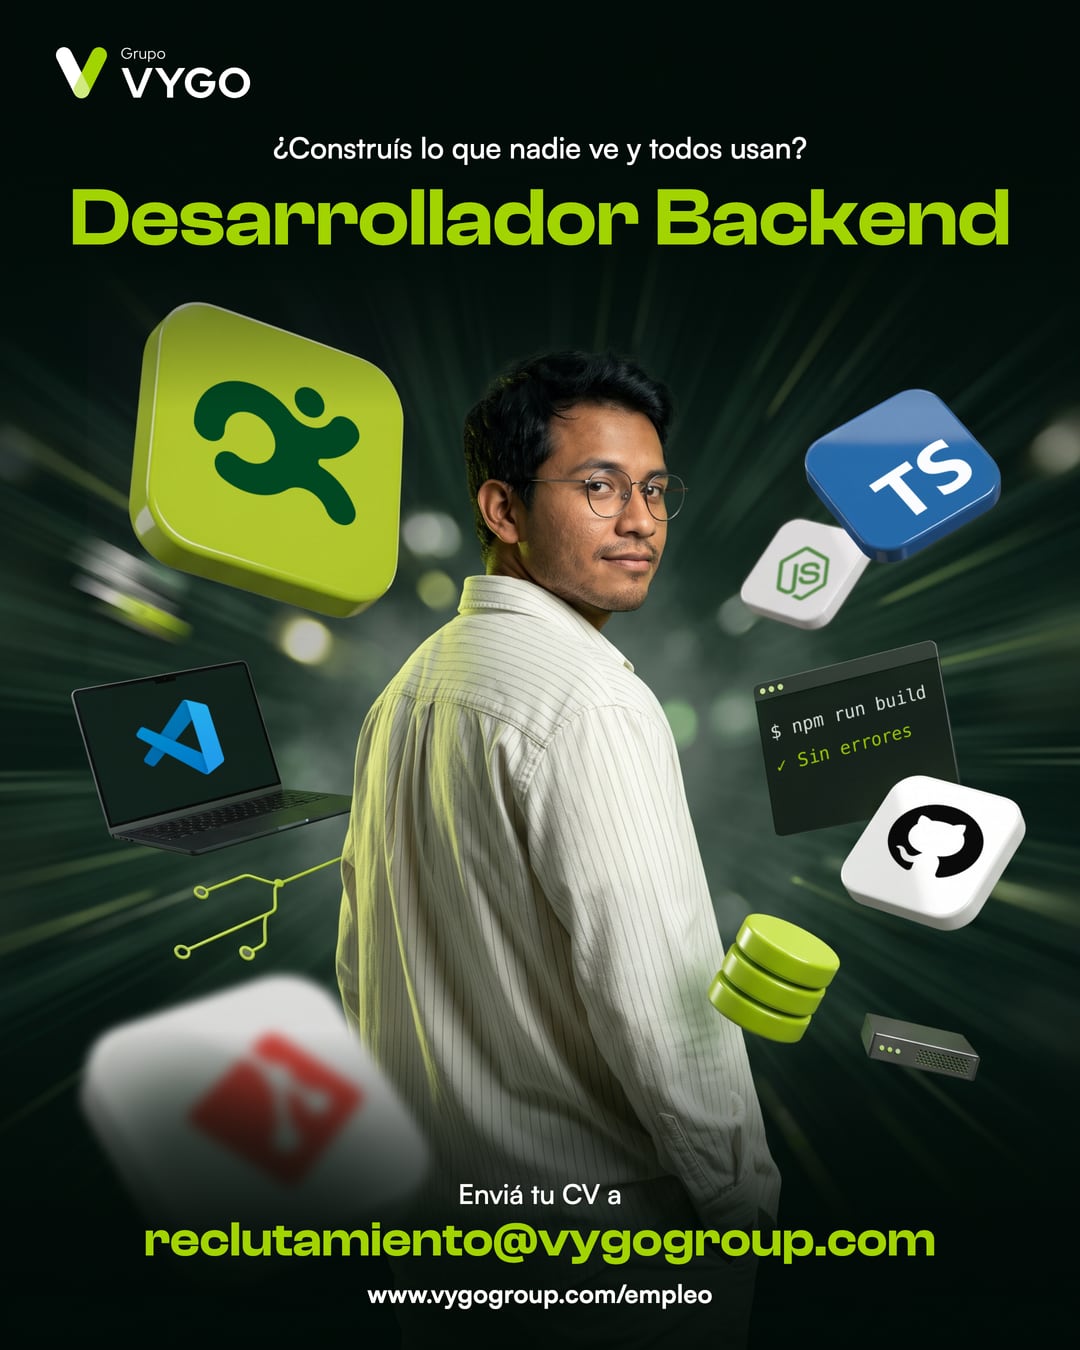 Grupo
VYGO
¿Construís lo que nadie ve y todos usan?
Desarrollador Backend
TS
JS
$ npm run build
✓ Sin errores
Enviá tu CV a
reclutamiento@vygogroup.com
www.vygogroup.com/empleo